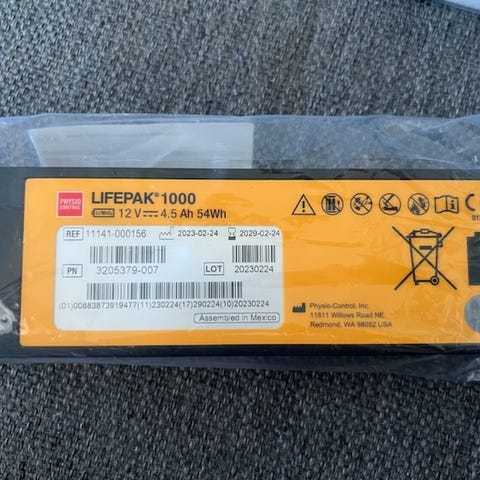 PHYSIO
CONTROL
LIFEPAK® 1000
Li/MnO₂ 12 V 4.5 Ah 54Wh
REF 11141-000156 2023-02-24 2029-02-24
PN 3205379-007 LOT 20230224
(01)00883873919477(11)230224(17)290224(10)20230224
Assembled in Mexico
Physio-Control, Inc.
11811 Willows Road NE
Redmond, WA 98052 USA